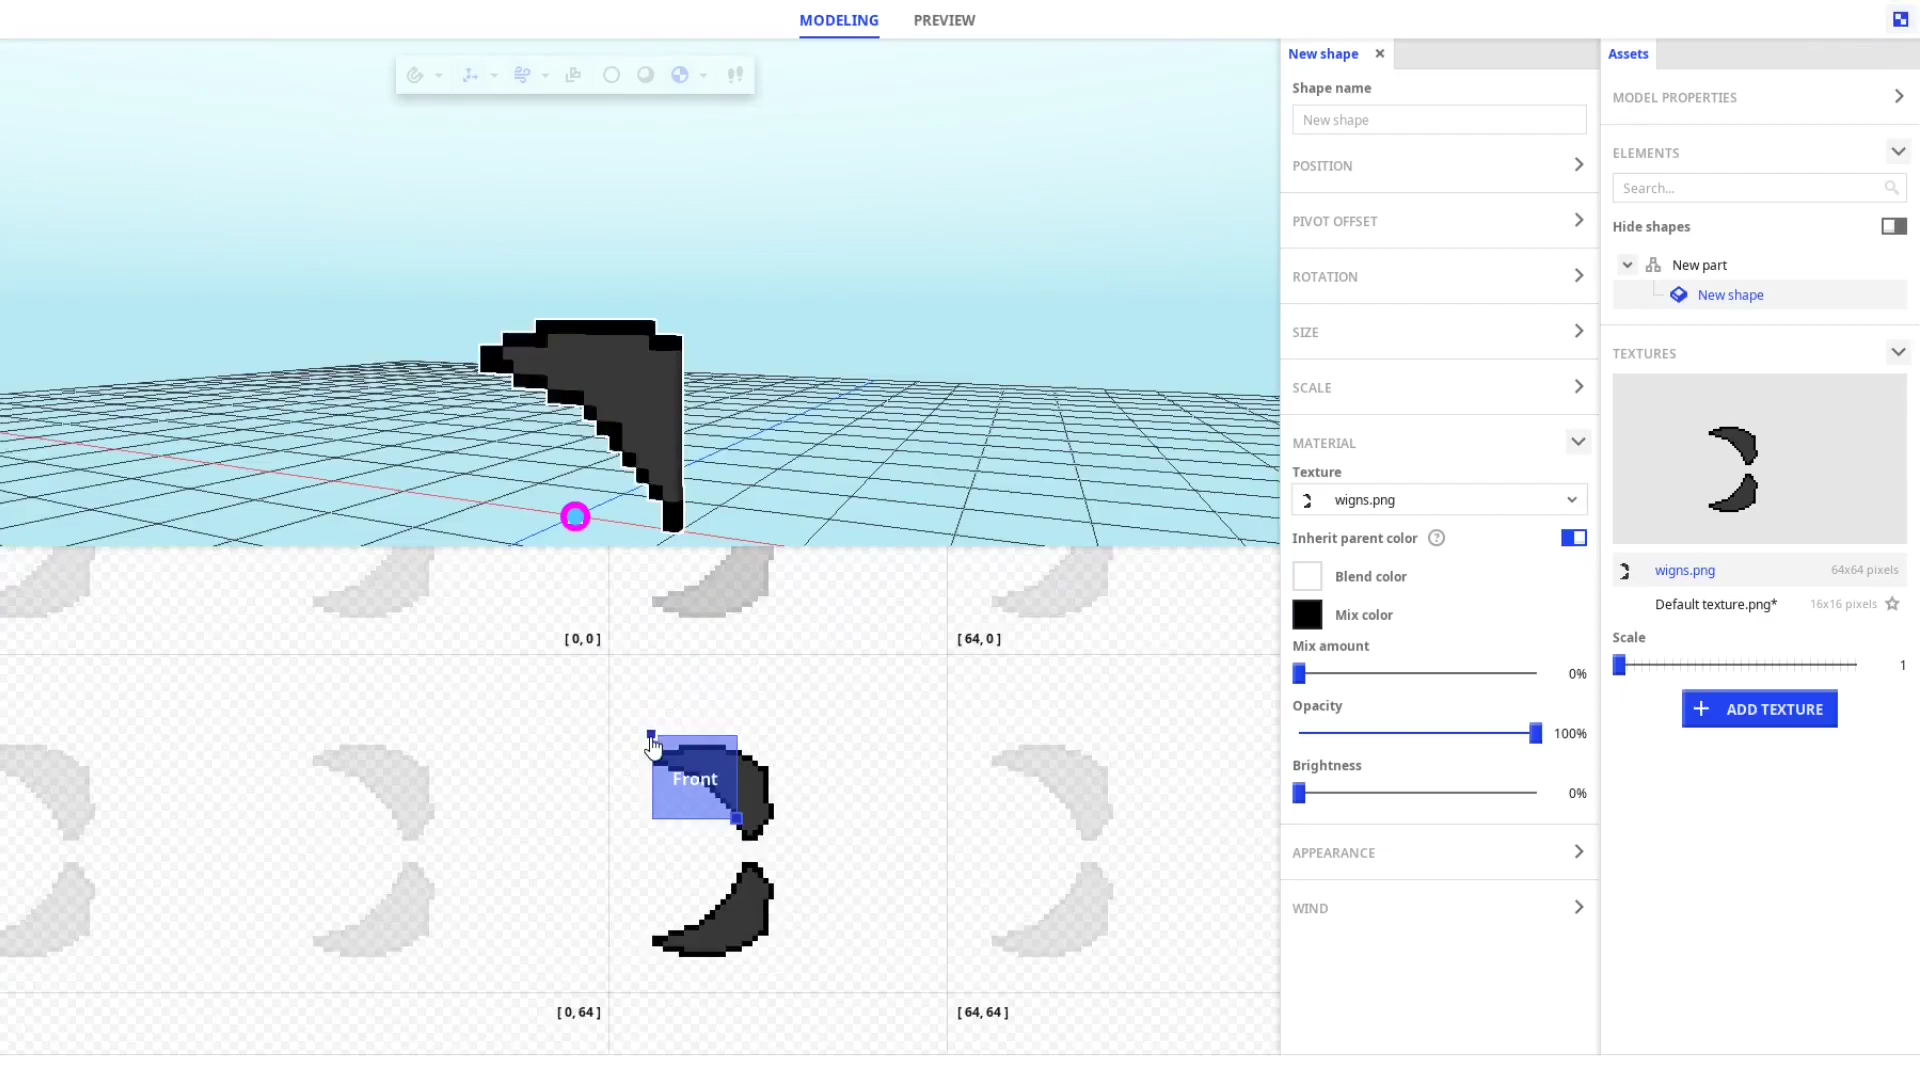 MODELING
PREVIEW
New shape
Shape name
New shape
POSITION
PIVOT OFFSET
ROTATION
SIZE
SCALE
MATERIAL
Texture
wigns.png
Inherit parent color ?
Blend color
Mix color
Mix amount
0%
Opacity
100%
Brightness
0%
APPEARANCE
WIND
Assets
MODEL PROPERTIES
ELEMENTS
Search...
Hide shapes
New part
New shape
TEXTURES
wigns.png 64x64 pixels
Default texture.png* 16x16 pixels
Scale
1
+ ADD TEXTURE
[ 0, 0 ]
[ 64, 0 ]
Front
[ 0, 64 ]
[ 64, 64 ]